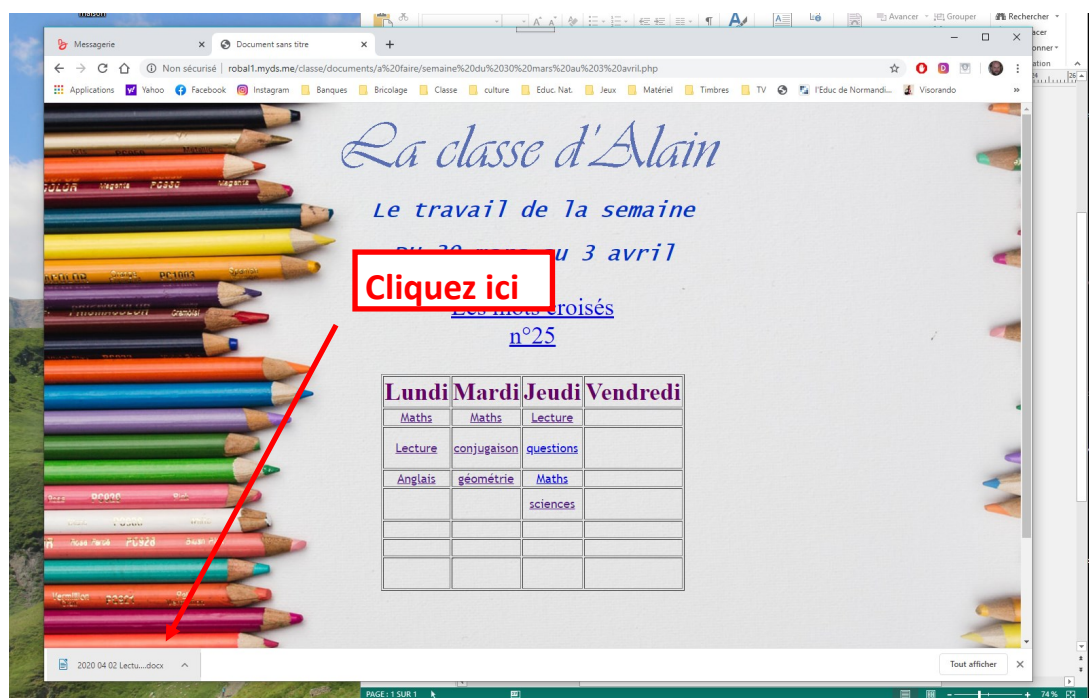 maison
Avancer
Grouper
Rechercher
Messagerie
Document sans titre
Non sécurisé | robal1.myds.me/classe/documents/a%20faire/semaine%20du%2030%20mars%20au%203%20avril.php
Applications Yahoo Facebook Instagram Banques Bricolage Classe culture Educ. Nat. Jeux Matériel Timbres TV l'Educ de Normandi... Visorando »
La classe d'Alain
Le travail de la semaine
3 avril
Cliquez ici
Les mots croisés
n°25
Lundi Mardi Jeudi Vendredi
Maths Maths Lecture
Lecture conjugaison questions
Anglais géométrie Maths
sciences
2020 04 02 Lectu....docx
Tout afficher
PAGE : 1 SUR 1
74 %